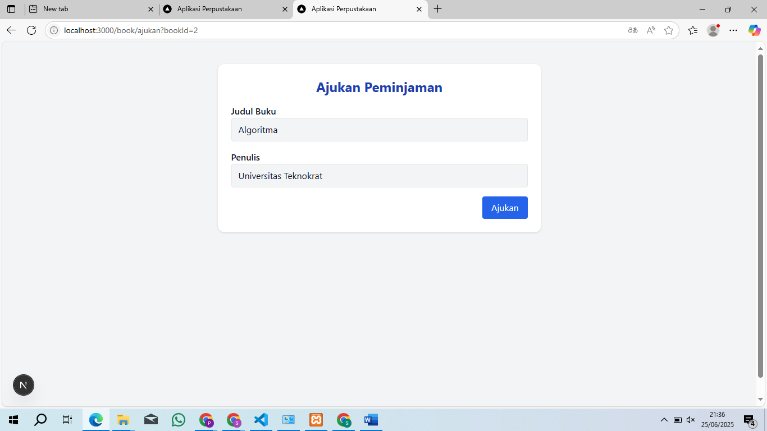 New tab
Aplikasi Perpustakaan
Aplikasi Perpustakaan
localhost:3000/book/ajukan?bookId=2
Ajukan Peminjaman
Judul Buku
Algoritma
Penulis
Universitas Teknokrat
Ajukan
N
21:36
25/06/2025
4